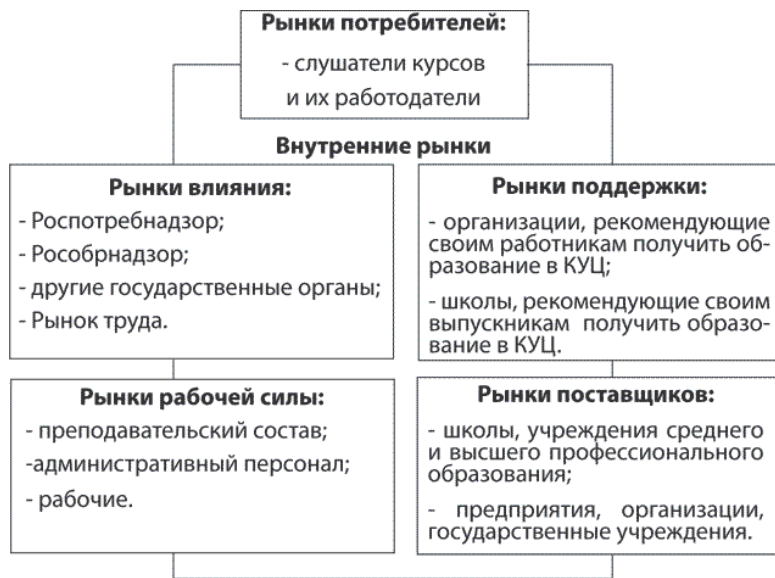 Рынки потребителей:
- слушатели курсов
и их работодатели
Внутренние рынки
Рынки влияния:
- Роспотребнадзор;
- Рособрнадзор;
- другие государственные органы;
- Рынок труда.
Рынки поддержки:
- организации, рекомендующие
своим работникам получить об-
разование в КУЦ;
- школы, рекомендующие своим
выпускникам получить образо-
вание в КУЦ.
Рынки рабочей силы:
- преподавательский состав;
-административный персонал;
- рабочие.
Рынки поставщиков:
- школы, учреждения среднего
и высшего профессионального
образования;
- предприятия, организации,
государственные учреждения.